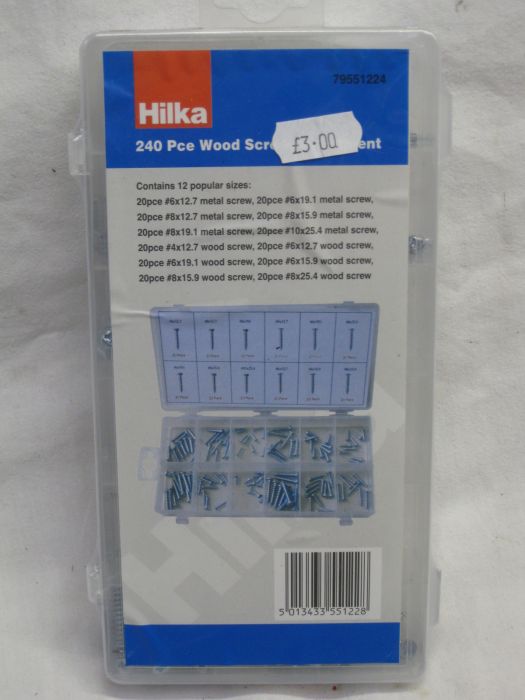 79551224
Hilka
£3.00
240 Pce Wood
Contains 12 popular sizes:
20pce #6x12.7 metal screw, 20pce #6x19.1 metal screw,
20pce #8x12.7 metal screw, 20pce #8x15.9 metal screw,
20pce #8x19.1 metal screw, 20pce #10x25.4 metal screw,
20pce #4x12.7 wood screw, 20pce #6x12.7 wood screw,
20pce #6x19.1 wood screw, 20pce #6x15.9 wood screw,
20pce #8x15.9 wood screw, 20pce #8x25.4 wood screw
Hilka
5 013433 551228